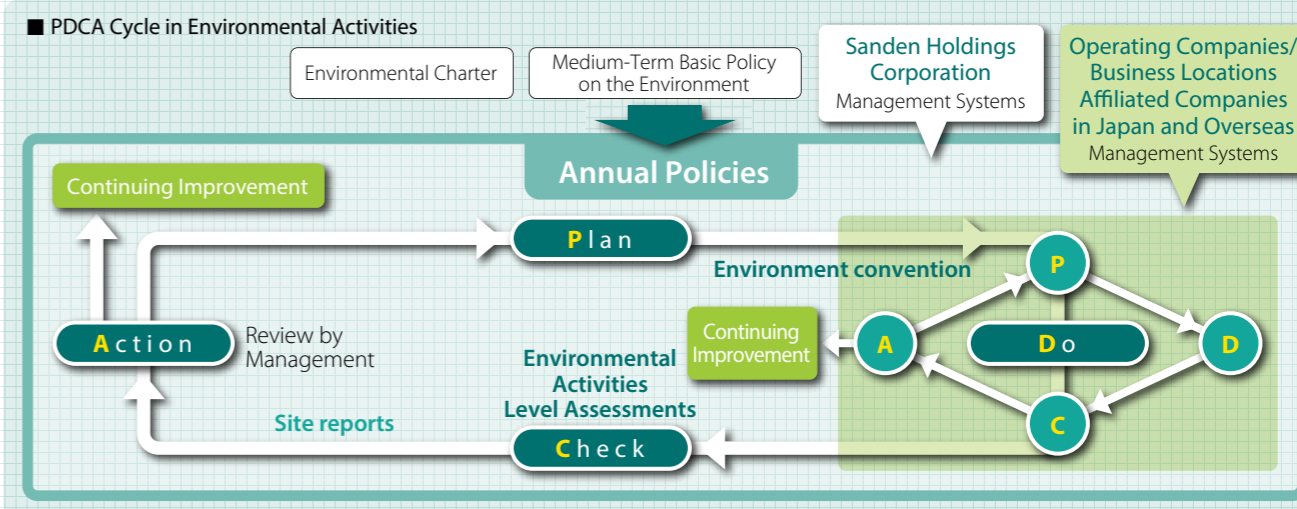 ■ PDCA Cycle in Environmental Activities
Environmental Charter
Medium-Term Basic Policy
on the Environment
Sanden Holdings
Corporation
Management Systems
Operating Companies/
Business Locations
Affiliated Companies
in Japan and Overseas
Management Systems
Annual Policies
Continuing Improvement
Plan
Environment convention
P
Action
Review by
Management
Continuing
Improvement
A
Do
D
Environmental
Activities
Level Assessments
Site reports
Check
C